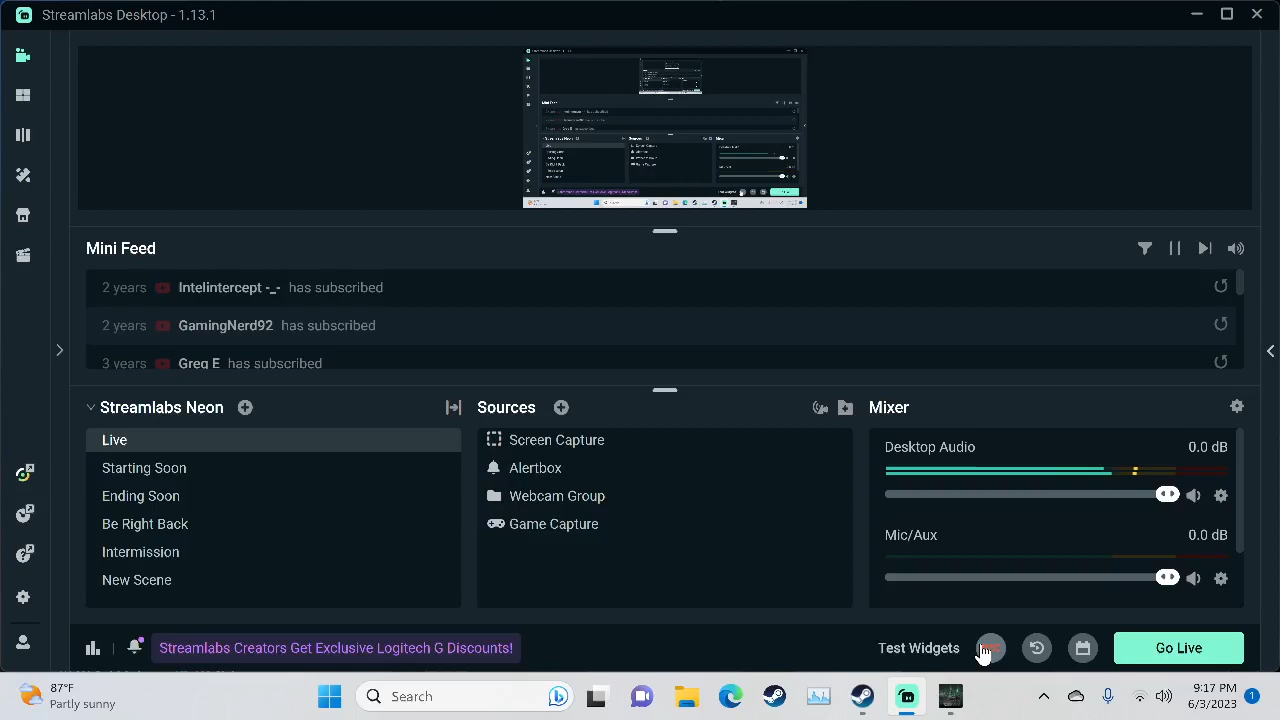 Streamlabs Desktop - 1.13.1
Mini Feed
2 years Intelintercept -_- has subscribed
2 years GamingNerd92 has subscribed
3 years Greg E has subscribed
Streamlabs Neon
Live
Starting Soon
Ending Soon
Be Right Back
Intermission
New Scene
Sources
Screen Capture
Alertbox
Webcam Group
Game Capture
Mixer
Desktop Audio 0.0 dB
Mic/Aux 0.0 dB
Streamlabs Creators Get Exclusive Logitech G Discounts!
Test Widgets
Go Live
87°F
Partly sunny
Search
9:17 PM
6/3/2023
1